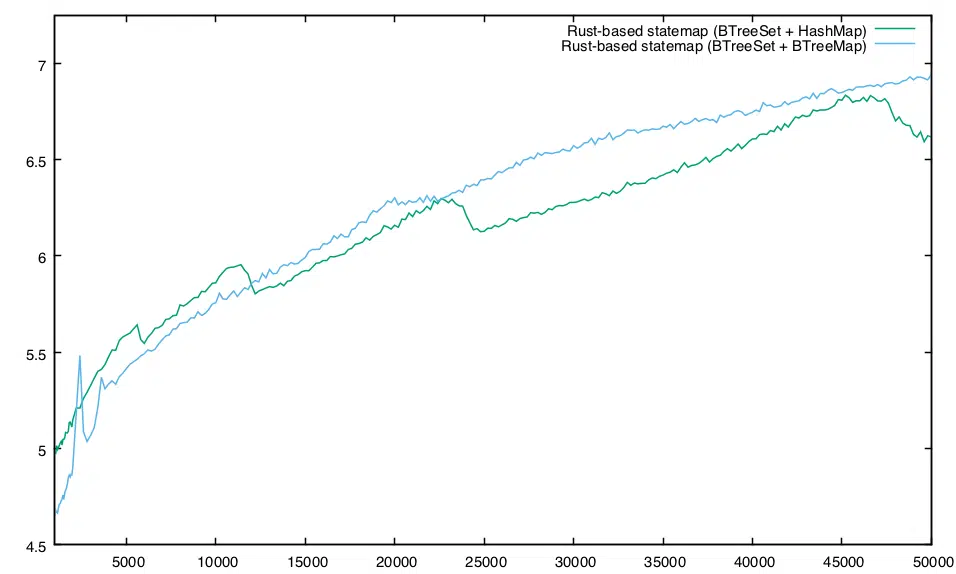 Rust-based statemap (BTreeSet + HashMap)
Rust-based statemap (BTreeSet + BTreeMap)
7
6.5
6
5.5
5
4.5
5000 10000 15000 20000 25000 30000 35000 40000 45000 50000